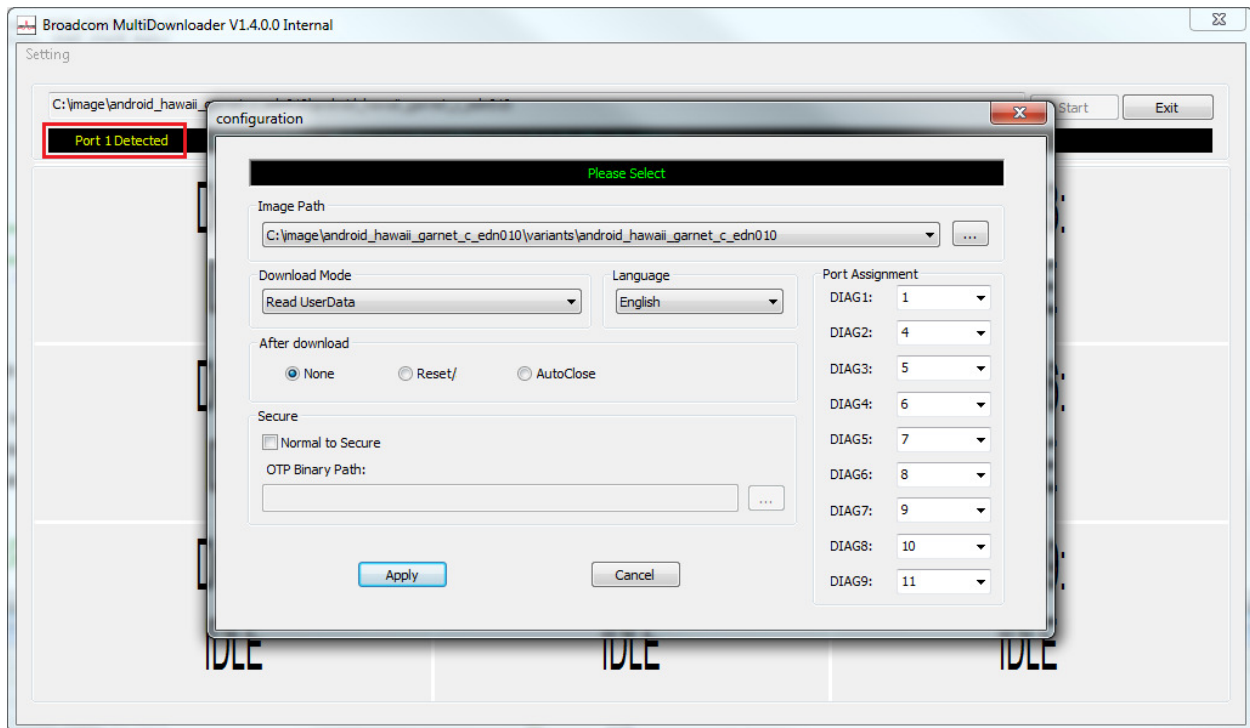 Broadcom MultiDownloader V1.4.0.0 Internal
Setting
C:\image\android_hawaii_g
Start
Exit
Port 1 Detected
configuration
Please Select
Image Path
C:\image\android_hawaii_garnet_c_edn010\variants\android_hawaii_garnet_c_edn010
...
Download Mode
Read UserData
Language
English
After download
None
Reset/
AutoClose
Secure
Normal to Secure
OTP Binary Path:
...
Apply
Cancel
Port Assignment
DIAG1: 1
DIAG2: 4
DIAG3: 5
DIAG4: 6
DIAG5: 7
DIAG6: 8
DIAG7: 9
DIAG8: 10
DIAG9: 11
IDLE
IDLE
IDLE